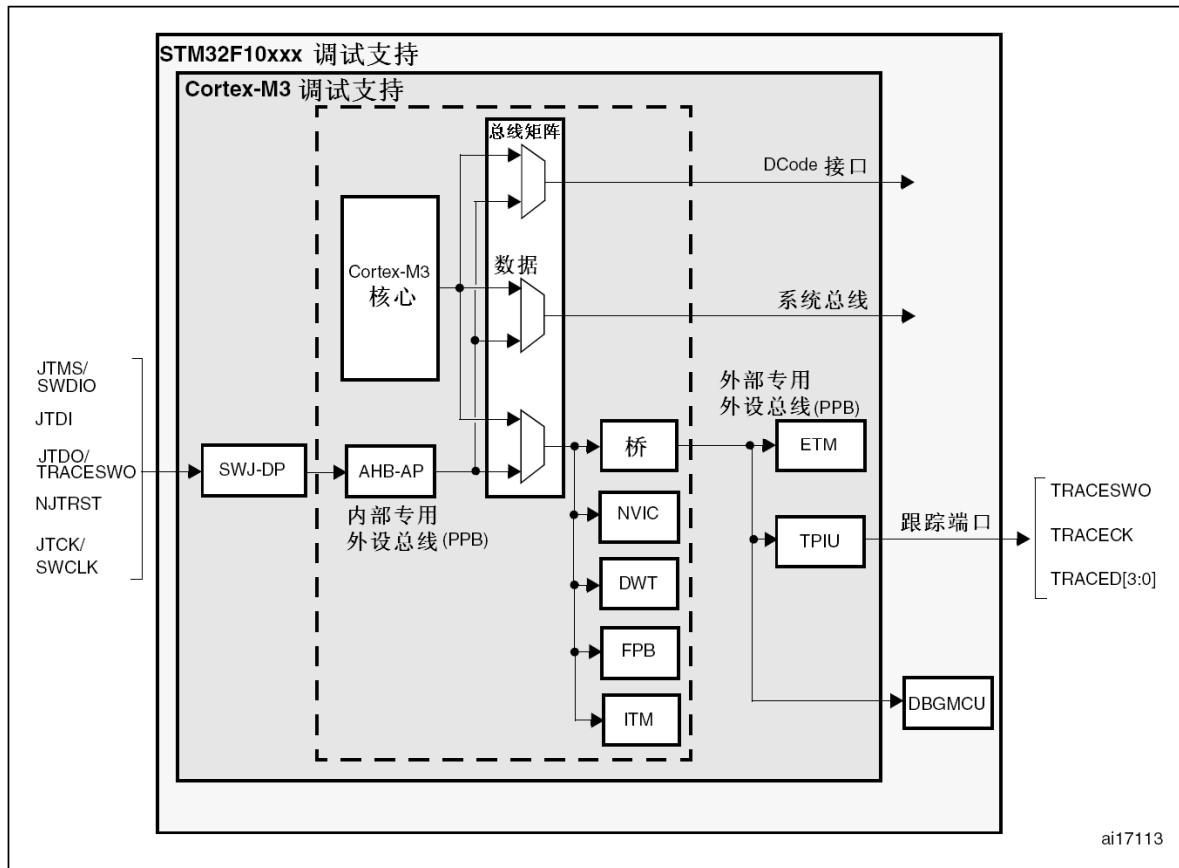 STM32F10xxx 调试支持
Cortex-M3 调试支持
总线矩阵
DCode 接口
Cortex-M3
核心
数据
系统总线
JTMS/
SWDIO
JTDI
JTDO/
TRACESWO
NJTRST
JTCK/
SWCLK
SWJ-DP
AHB-AP
内部专用
外设总线(PPB)
桥
NVIC
DWT
FPB
ITM
外部专用
外设总线(PPB)
ETM
TPIU
跟踪端口
TRACESWO
TRACECK
TRACED[3:0]
DBGMCU
ai17113